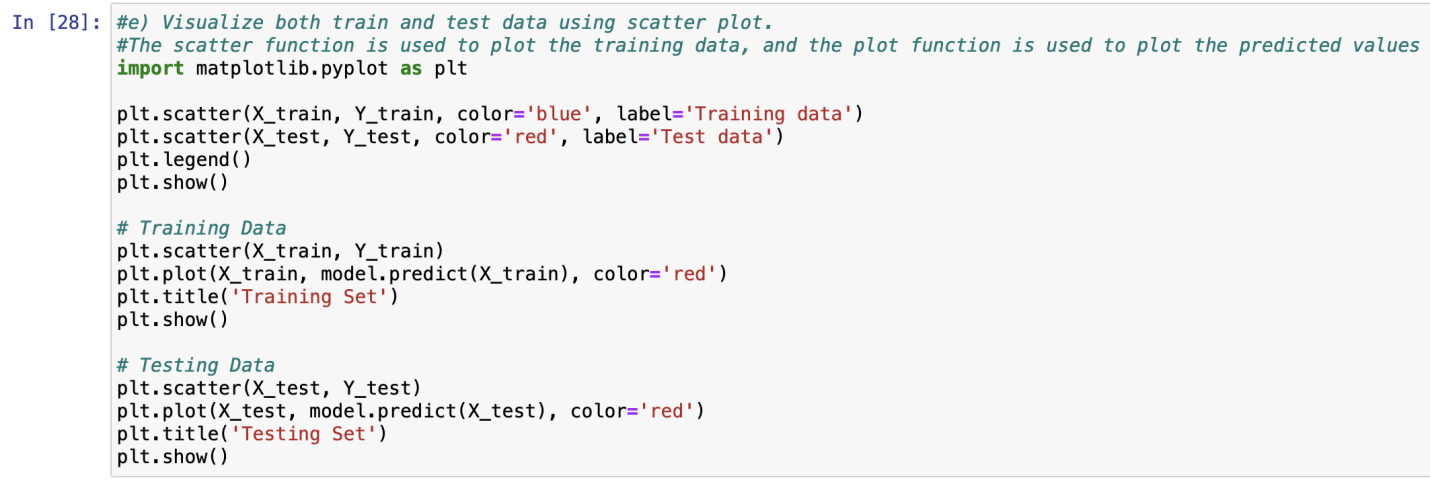 In [28]: #e) Visualize both train and test data using scatter plot.
#The scatter function is used to plot the training data, and the plot function is used to plot the predicted values
import matplotlib.pyplot as plt
plt.scatter(X_train, Y_train, color='blue', label='Training data')
plt.scatter(X_test, Y_test, color='red', label='Test data')
plt.legend()
plt.show()
# Training Data
plt.scatter(X_train, Y_train)
plt.plot(X_train, model.predict(X_train), color='red')
plt.title('Training Set')
plt.show()
# Testing Data
plt.scatter(X_test, Y_test)
plt.plot(X_test, model.predict(X_test), color='red')
plt.title('Testing Set')
plt.show()